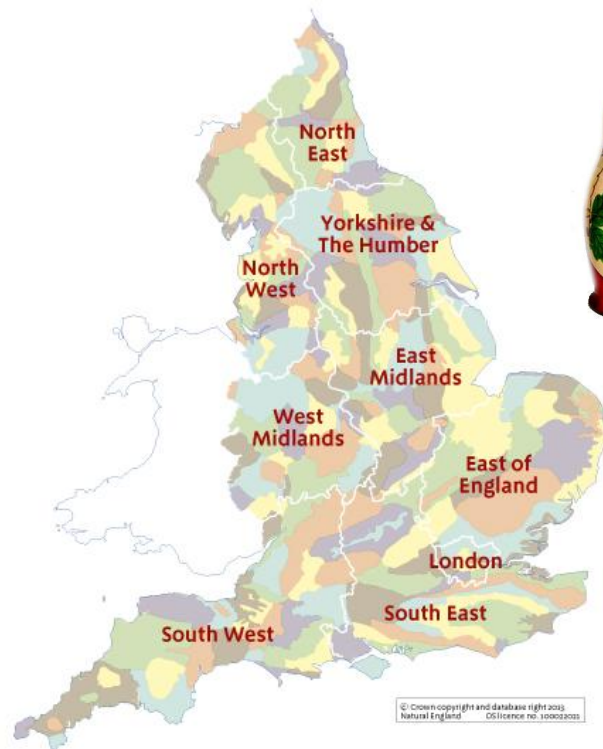 North
East
Yorkshire &
The Humber
North
West
East
Midlands
West
Midlands
East of
England
London
South East
South West
© Crown copyright and database right 2013.
Natural England OS licence no. 100022021